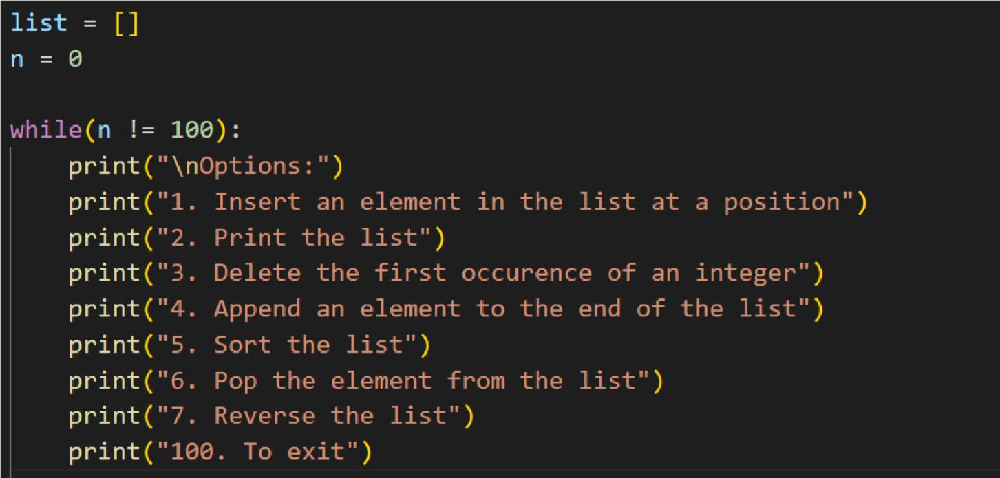 list = []
n = 0
while(n != 100):
print("\nOptions:")
print("1. Insert an element in the list at a position")
print("2. Print the list")
print("3. Delete the first occurence of an integer")
print("4. Append an element to the end of the list")
print("5. Sort the list")
print("6. Pop the element from the list")
print("7. Reverse the list")
print("100. To exit")